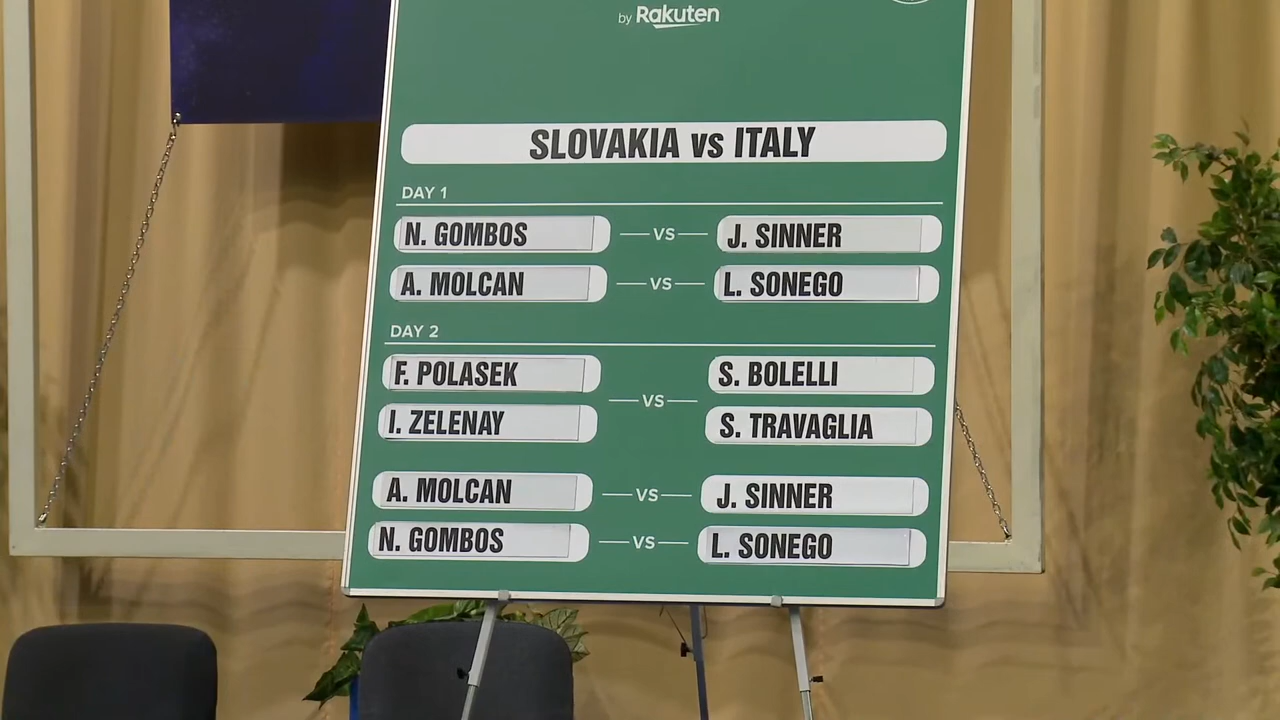 by Rakuten
SLOVAKIA vs ITALY
DAY 1
N. GOMBOS VS J. SINNER
A. MOLCAN VS L. SONEGO
DAY 2
F. POLASEK S. BOLELLI
VS
I. ZELENAY S. TRAVAGLIA
A. MOLCAN VS J. SINNER
N. GOMBOS VS L. SONEGO